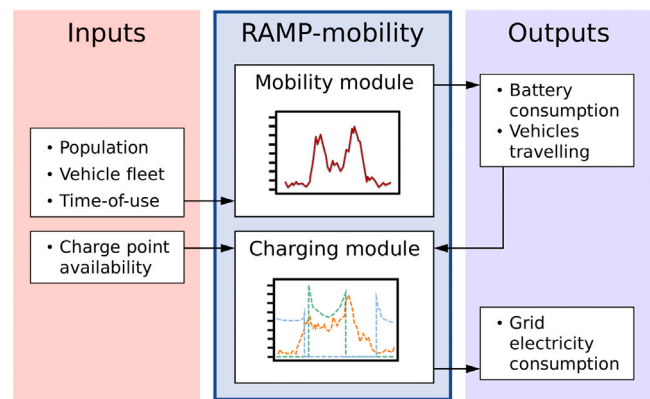 Inputs
RAMP-mobility
Outputs
Mobility module
• Battery
consumption
• Vehicles
travelling
• Population
• Vehicle fleet
• Time-of-use
• Charge point
availability
Charging module
• Grid
electricity
consumption